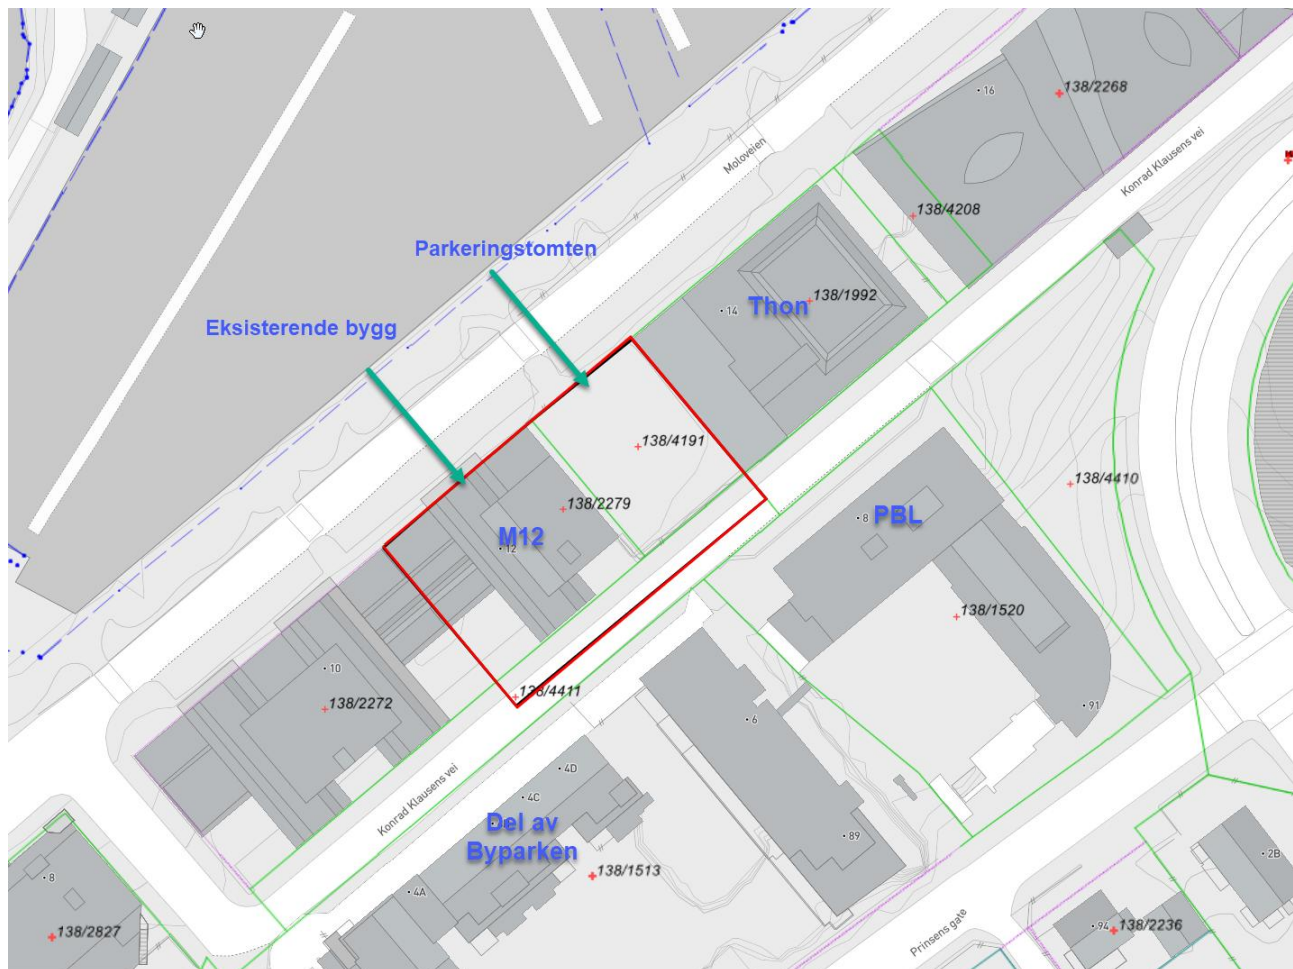 • 16
138/2268
Moloveien
Konrad Klausens vei
138/4208
Parkeringstomten
Eksisterende bygg
138/1992
Thon
• 14
138/4191
138/4410
138/2279
M12
• 12
PBL
• 8
138/1520
• 10
138/2272
138/4411
• 6
• 91
Konrad Klausens vei
• 4D
• 4C
Del av
Byparken
• 89
138/1513
• 4A
• 8
138/2827
• 2B
• 94
138/2236
Prinsens gate